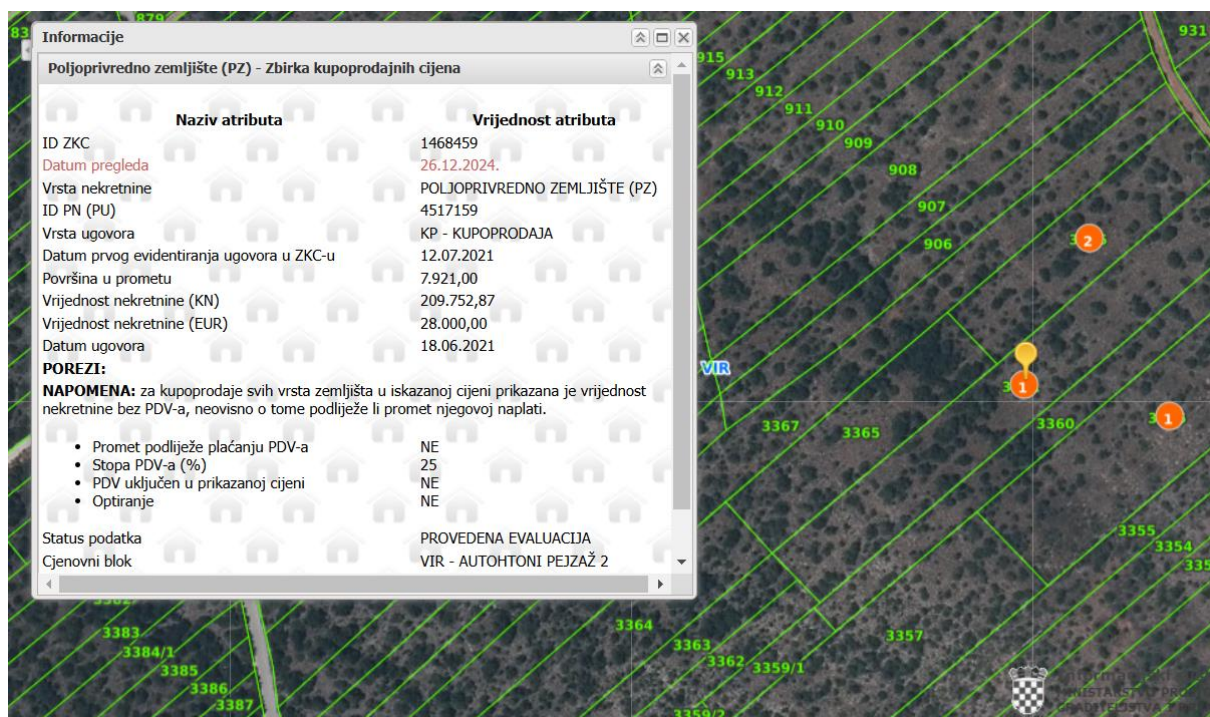 879
83
931
Informacije
Poljoprivredno zemljište (PZ) - Zbirka kupoprodajnih cijena
Naziv atributa Vrijednost atributa
ID ZKC 1468459
Datum pregleda 26.12.2024.
Vrsta nekretnine POLJOPRIVREDNO ZEMLJIŠTE (PZ)
ID PN (PU) 4517159
Vrsta ugovora KP - KUPOPRODAJA
Datum prvog evidentiranja ugovora u ZKC-u 12.07.2021
Površina u prometu 7.921,00
Vrijednost nekretnine (KN) 209.752,87
Vrijednost nekretnine (EUR) 28.000,00
Datum ugovora 18.06.2021
POREZI:
NAPOMENA: za kupoprodaje svih vrsta zemljišta u iskazanoj cijeni prikazana je vrijednost
nekretnine bez PDV-a, neovisno o tome podliježe li promet njegovoj naplati.
• Promet podliježe plaćanju PDV-a NE
• Stopa PDV-a (%) 25
• PDV uključen u prikazanoj cijeni NE
• Optiranje NE
Status podatka PROVEDENA EVALUACIJA
Cjenovni blok VIR - AUTOHTONI PEJZAŽ 2
915
913
912
911
910
909
908
907
906
2
VIR
1
1
3367
3365
3360
3355
3354
3383
3384/1
3385
3386
3387
3364
3363
3362
3359/1
3357
3359/2